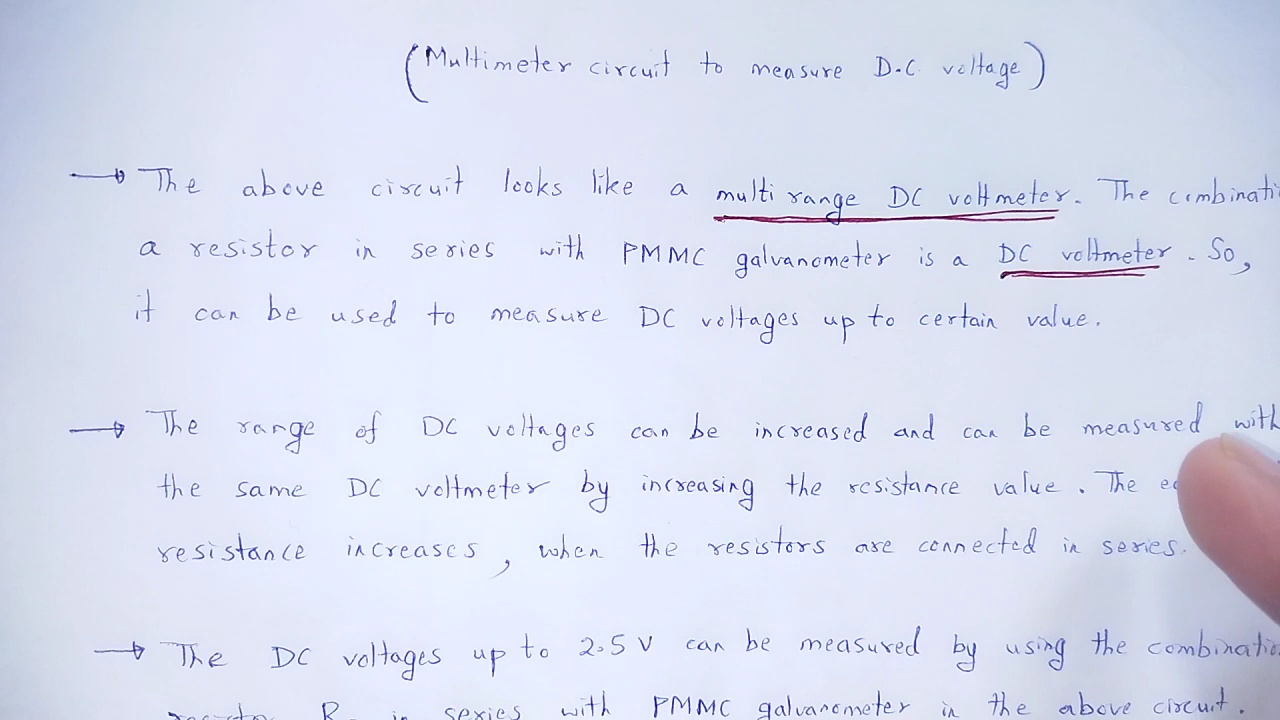 (Multimeter circuit to measure D.C. voltage)
→ The above circuit looks like a multi range DC voltmeter. The combinati
a resistor in series with PMMC galvanometer is a DC voltmeter. So,
it can be used to measure DC voltages up to certain value.
→ The range of DC voltages can be increased and can be measured with
the same DC voltmeter by increasing the resistance value. The
resistance increases, when the resistors are connected in series.
→ The DC voltages up to 2.5 V can be measured by using the combinatio
in series with PMMC galvanometer in the above circuit.